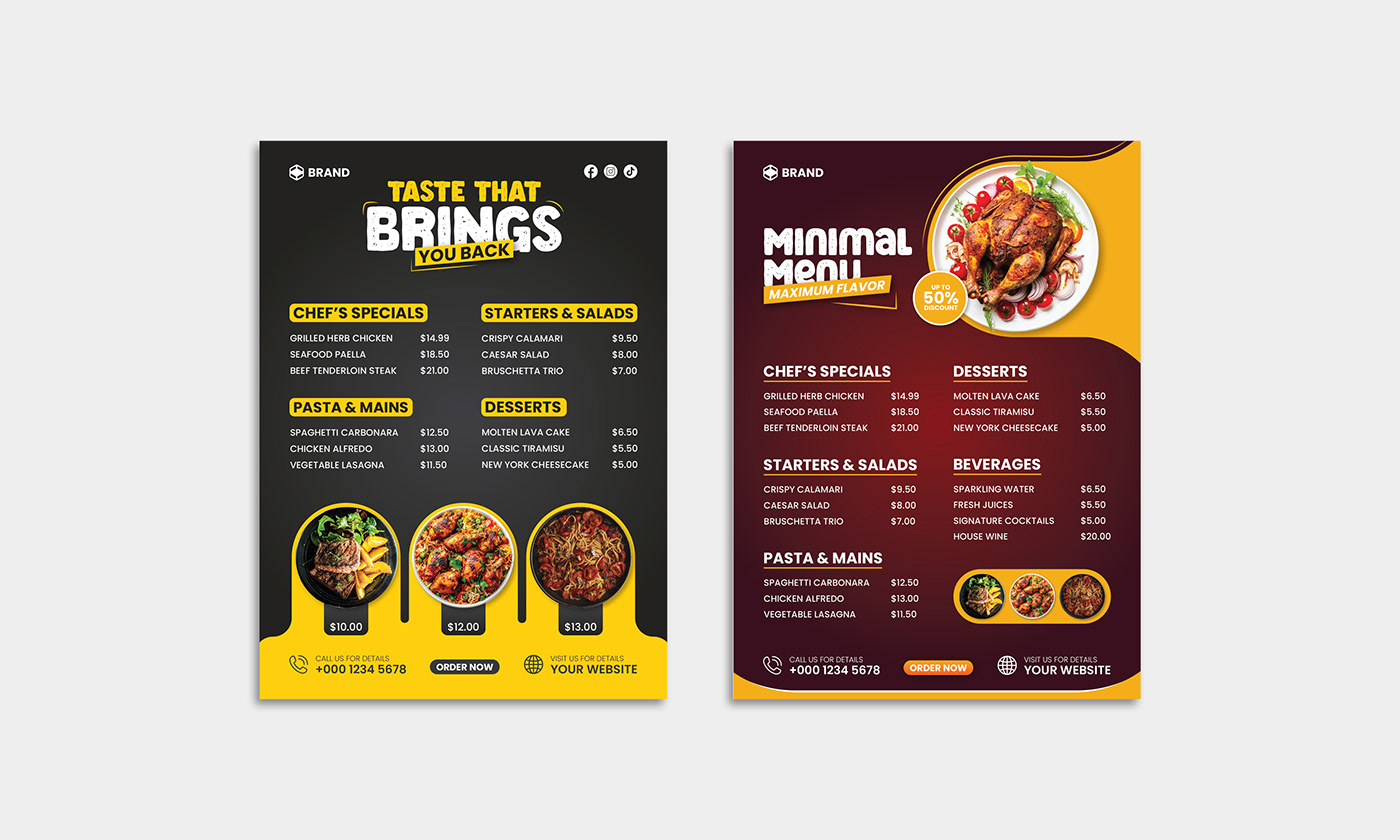 BRAND
TASTE THAT
BRINGS
YOU BACK
CHEF'S SPECIALS
GRILLED HERB CHICKEN $14.99
SEAFOOD PAELLA $18.50
BEEF TENDERLOIN STEAK $21.00
STARTERS & SALADS
CRISPY CALAMARI $9.50
CAESAR SALAD $8.00
BRUSCHETTA TRIO $7.00
PASTA & MAINS
SPAGHETTI CARBONARA $12.50
CHICKEN ALFREDO $13.00
VEGETABLE LASAGNA $11.50
DESSERTS
MOLTEN LAVA CAKE $6.50
CLASSIC TIRAMISU $5.50
NEW YORK CHEESECAKE $5.00
$10.00
$12.00
$13.00
CALL US FOR DETAILS
+000 1234 5678
ORDER NOW
VISIT US FOR DETAILS
YOUR WEBSITE
BRAND
MINIMAL
MENU
MAXIMUM FLAVOR
UP TO
50%
DISCOUNT
CHEF'S SPECIALS
GRILLED HERB CHICKEN $14.99
SEAFOOD PAELLA $18.50
BEEF TENDERLOIN STEAK $21.00
STARTERS & SALADS
CRISPY CALAMARI $9.50
CAESAR SALAD $8.00
BRUSCHETTA TRIO $7.00
PASTA & MAINS
SPAGHETTI CARBONARA $12.50
CHICKEN ALFREDO $13.00
VEGETABLE LASAGNA $11.50
DESSERTS
MOLTEN LAVA CAKE $6.50
CLASSIC TIRAMISU $5.50
NEW YORK CHEESECAKE $5.00
BEVERAGES
SPARKLING WATER $6.50
FRESH JUICES $5.50
SIGNATURE COCKTAILS $5.00
HOUSE WINE $20.00
CALL US FOR DETAILS
+000 1234 5678
ORDER NOW
VISIT US FOR DETAILS
YOUR WEBSITE